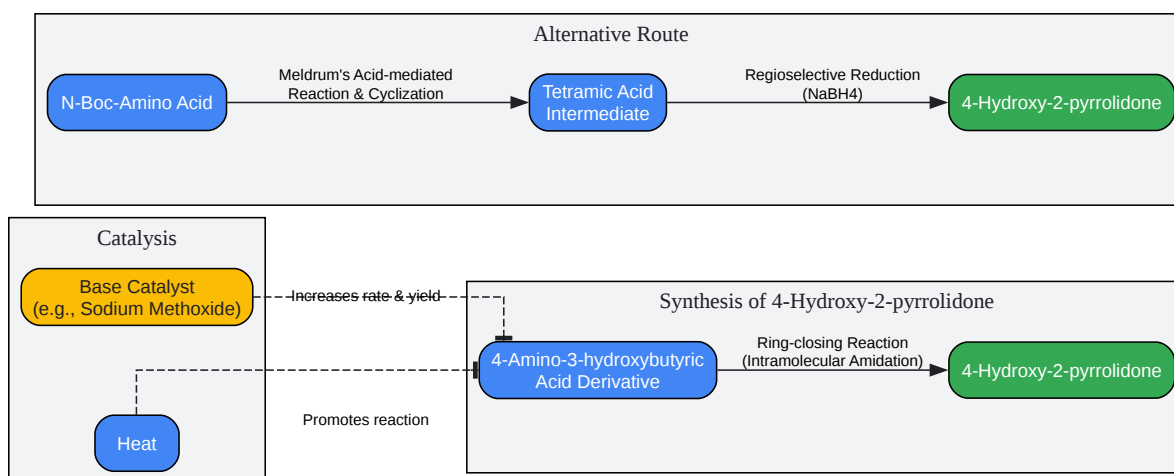 Alternative Route
N-Boc-Amino Acid
Meldrum's Acid-mediated
Reaction & Cyclization
Tetramic Acid
Intermediate
Regioselective Reduction
(NaBH4)
4-Hydroxy-2-pyrrolidone
Catalysis
Base Catalyst
(e.g., Sodium Methoxide)
Increases rate & yield
Heat
Promotes reaction
Synthesis of 4-Hydroxy-2-pyrrolidone
4-Amino-3-hydroxybutyric
Acid Derivative
Ring-closing Reaction
(Intramolecular Amidation)
4-Hydroxy-2-pyrrolidone